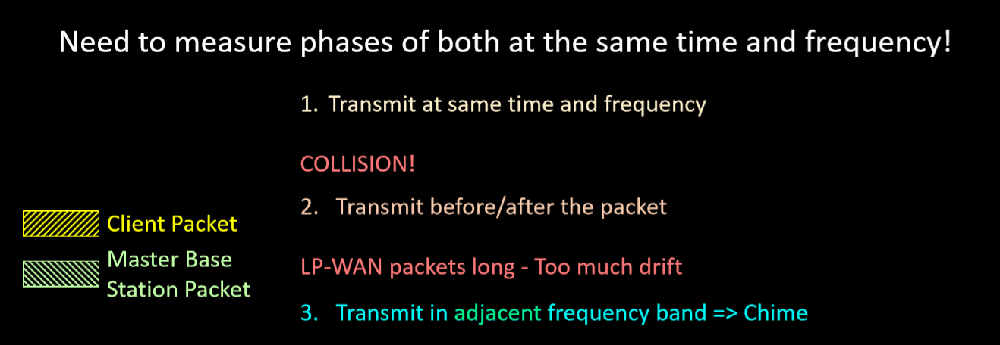 Need to measure phases of both at the same time and frequency!
1. Transmit at same time and frequency
COLLISION!
2. Transmit before/after the packet
Client Packet
Master Base
Station Packet
LP-WAN packets long - Too much drift
3. Transmit in adjacent frequency band => Chime